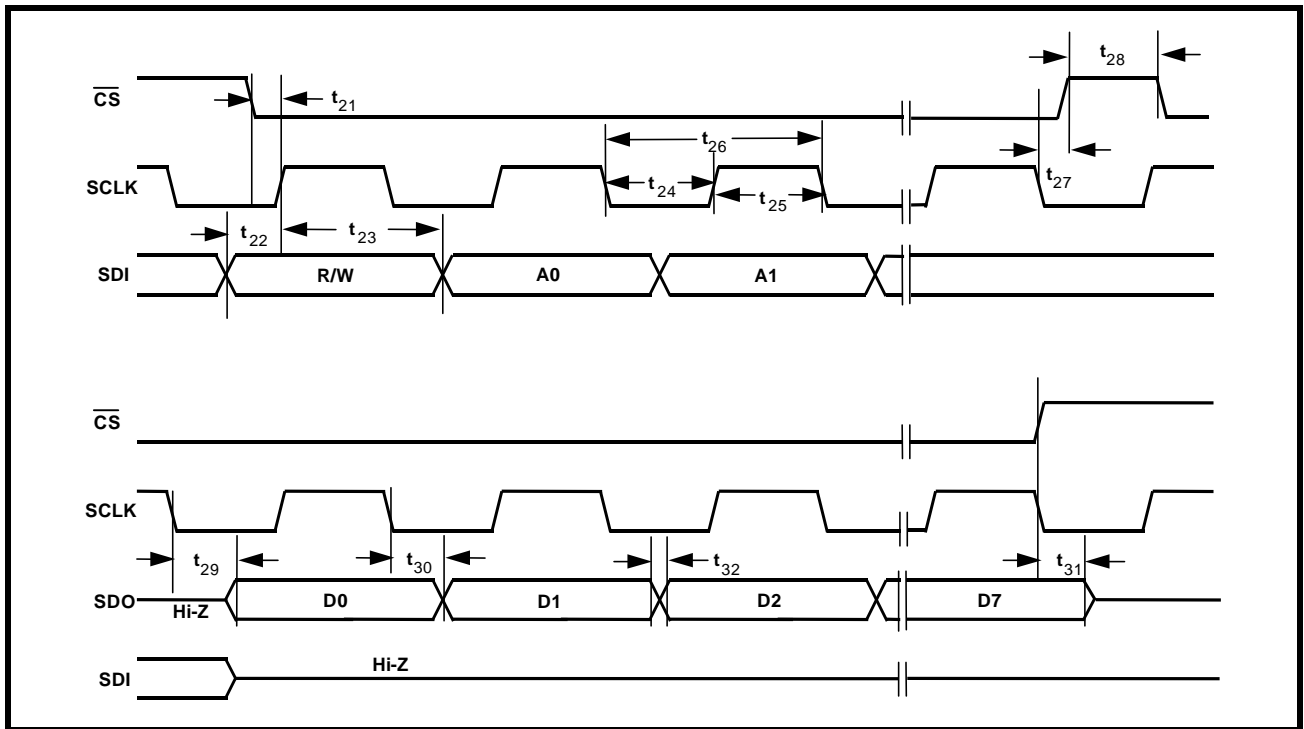 t28
CS
t21
t26
SCLK
t24
t25
t27
t22
t23
SDI
R/W
A0
A1
CS
SCLK
t29
t30
t32
t31
SDO
Hi-Z
D0
D1
D2
D7
SDI
Hi-Z